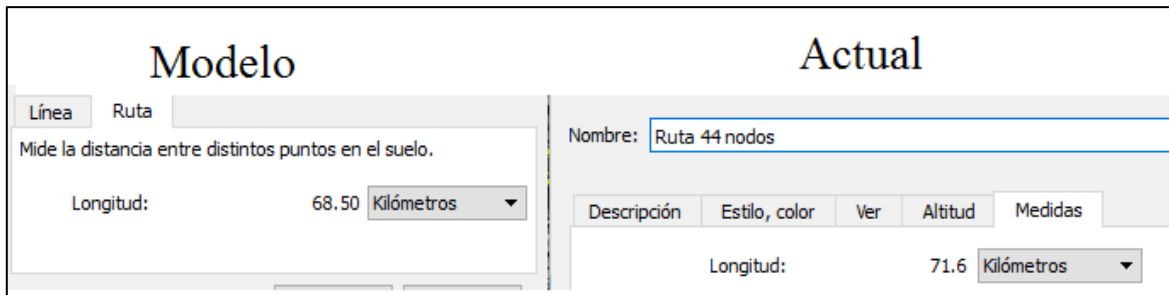 Modelo
Actual
Línea Ruta
Mide la distancia entre distintos puntos en el suelo.
Longitud: 68.50 Kilómetros
Nombre: Ruta 44 nodos
Descripción Estilo, color Ver Altitud Medidas
Longitud: 71.6 Kilómetros